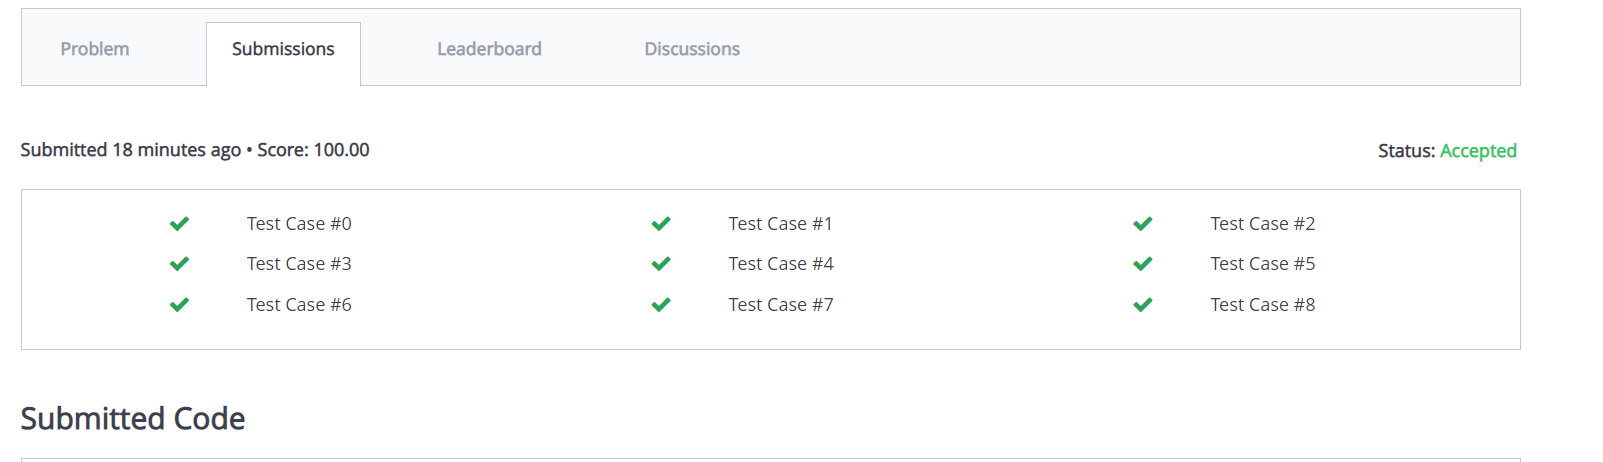 Problem Submissions Leaderboard Discussions
Submitted 18 minutes ago • Score: 100.00 Status: Accepted
Test Case #0 Test Case #1 Test Case #2
Test Case #3 Test Case #4 Test Case #5
Test Case #6 Test Case #7 Test Case #8
Submitted Code